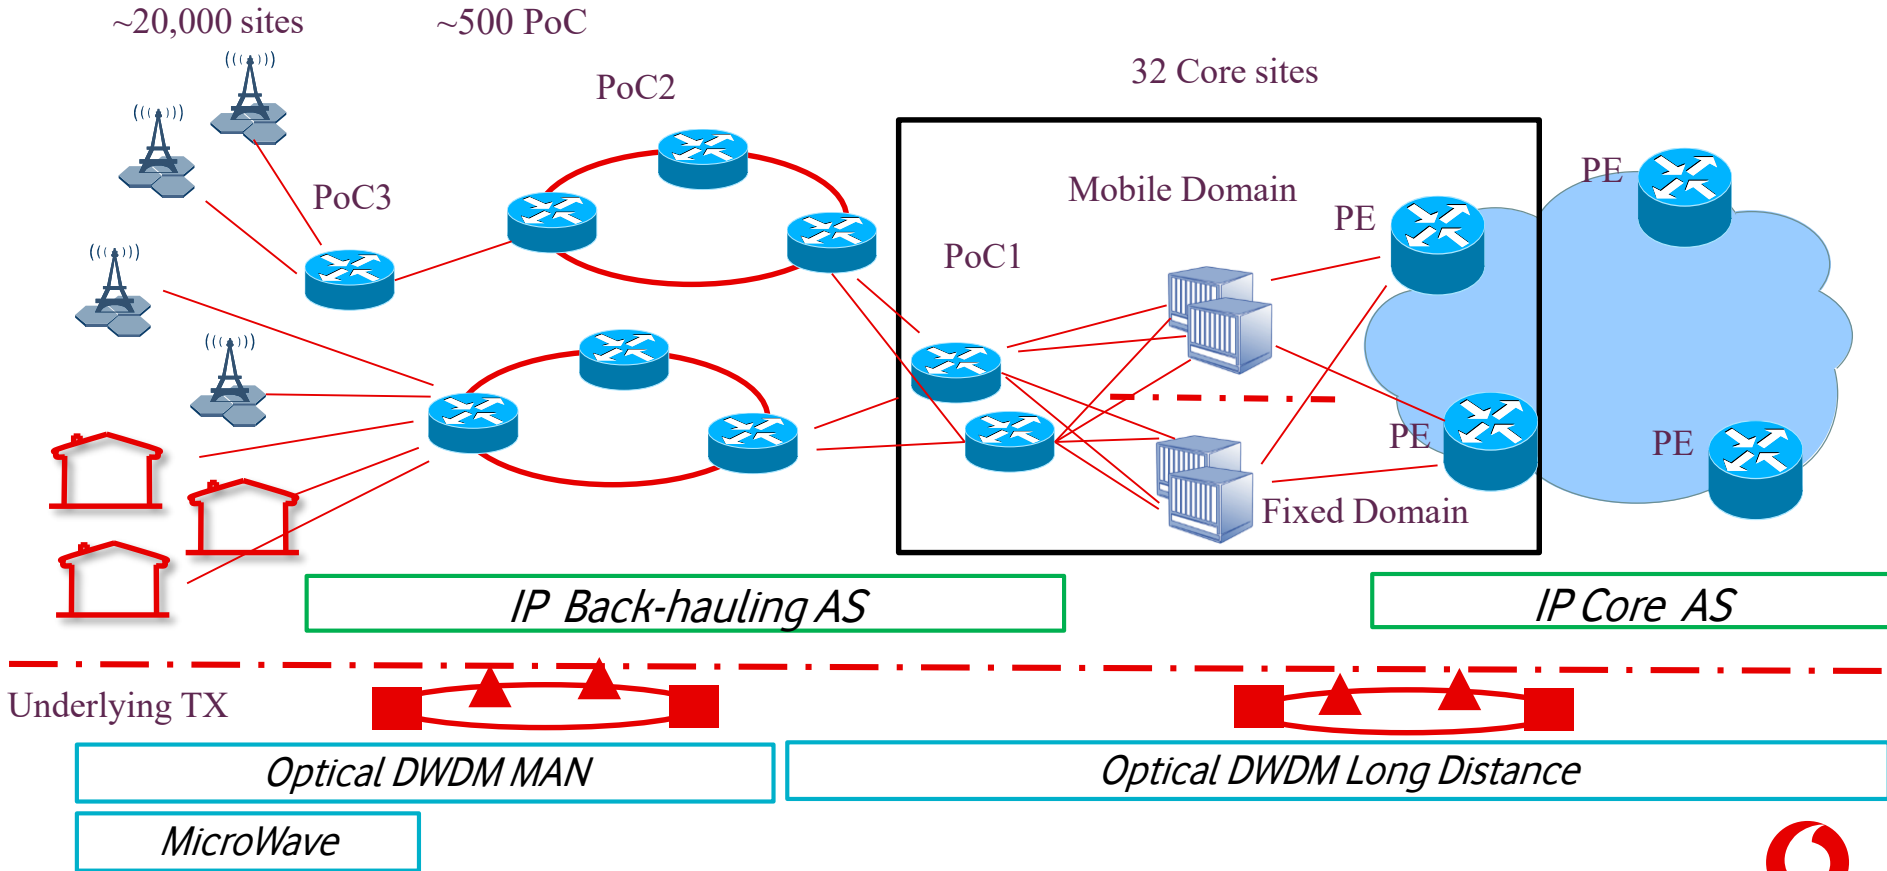 ~20,000 sites
~500 PoC
32 Core sites
PoC2
PoC3
Mobile Domain
PE
PE
PoC1
PE
PE
Fixed Domain
IP Back-hauling AS
IP Core AS
Underlying TX
Optical DWDM MAN
Optical DWDM Long Distance
MicroWave